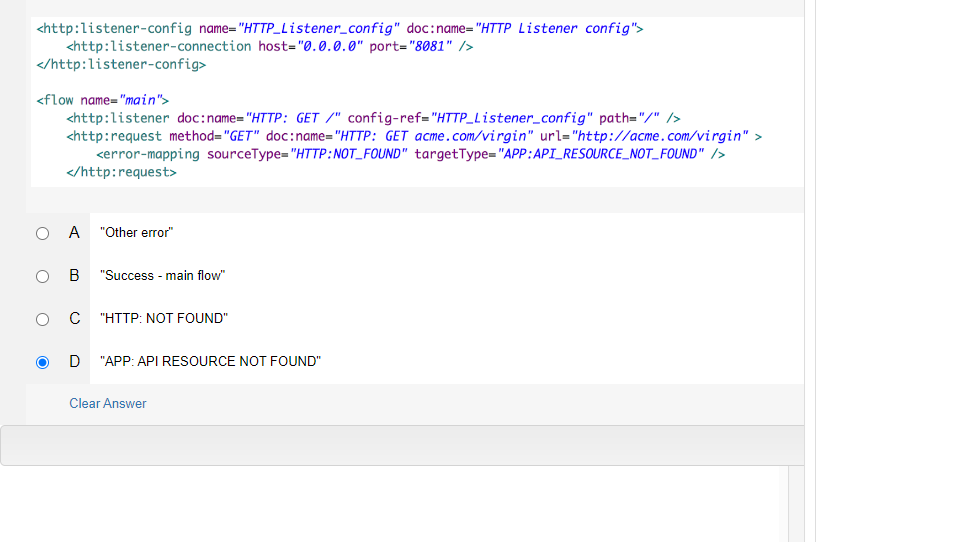 <http:listener-config name="HTTP_Listener_config" doc:name="HTTP Listener config">
<http:listener-connection host="0.0.0.0" port="8081" />
</http:listener-config>
<flow name="main">
<http:listener doc:name="HTTP: GET /" config-ref="HTTP_Listener_config" path="/" />
<http:request method="GET" doc:name="HTTP: GET acme.com/virgin" url="http://acme.com/virgin" >
<error-mapping sourceType="HTTP:NOT_FOUND" targetType="APP:API_RESOURCE_NOT_FOUND" />
</http:request>
A "Other error"
B "Success - main flow"
C "HTTP: NOT FOUND"
D "APP: API RESOURCE NOT FOUND"
Clear Answer